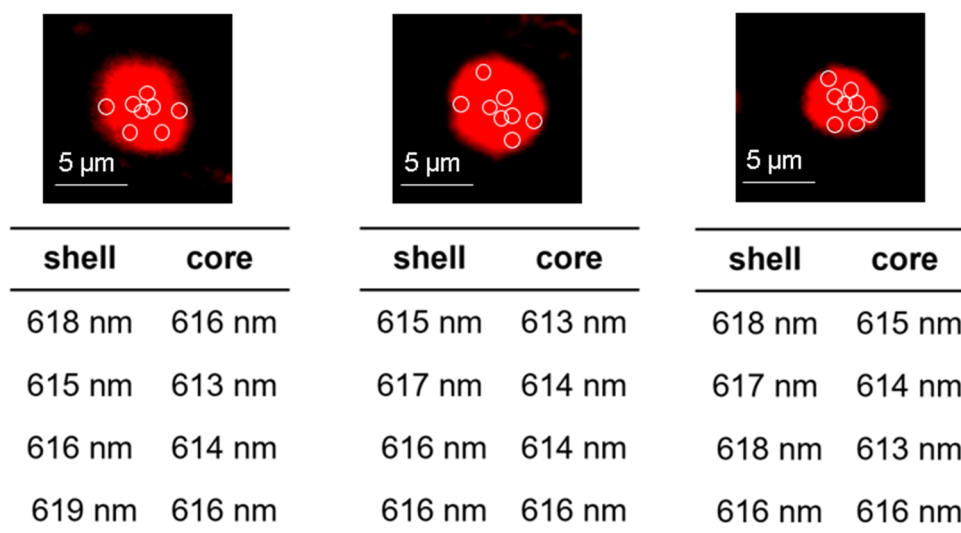 5 µm 5 µm 5 µm
shell core shell core shell core
618 nm 616 nm 615 nm 613 nm 618 nm 615 nm
615 nm 613 nm 617 nm 614 nm 617 nm 614 nm
616 nm 614 nm 616 nm 614 nm 618 nm 613 nm
619 nm 616 nm 616 nm 616 nm 616 nm 616 nm